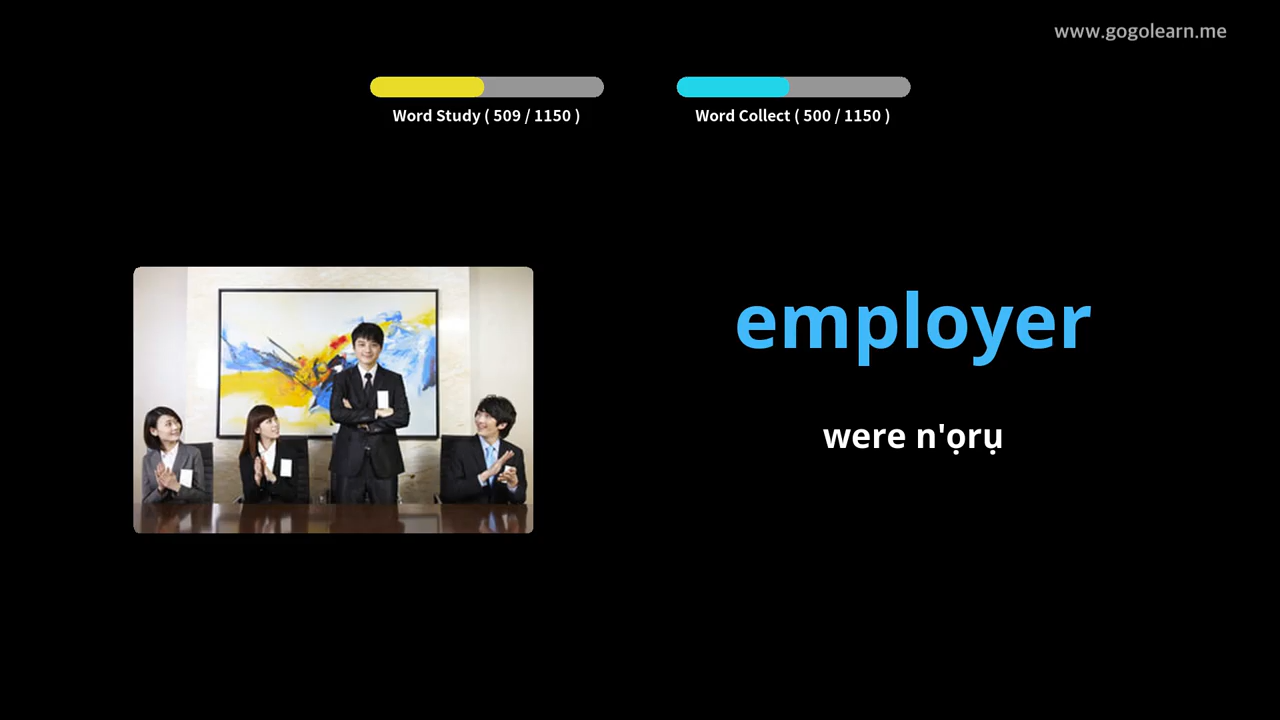 www.gogolearn.me
Word Study ( 509 / 1150 )
Word Collect ( 500 / 1150 )
employer
were n'ọrụ